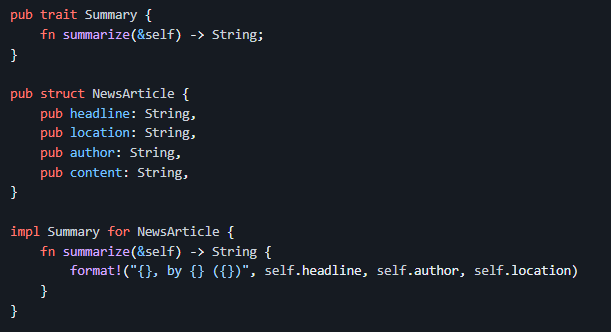 pub trait Summary {
    fn summarize(&self) -> String;
}

pub struct NewsArticle {
    pub headline: String,
    pub location: String,
    pub author: String,
    pub content: String,
}

impl Summary for NewsArticle {
    fn summarize(&self) -> String {
        format!("{}, by {} ({})", self.headline, self.author, self.location)
    }
}